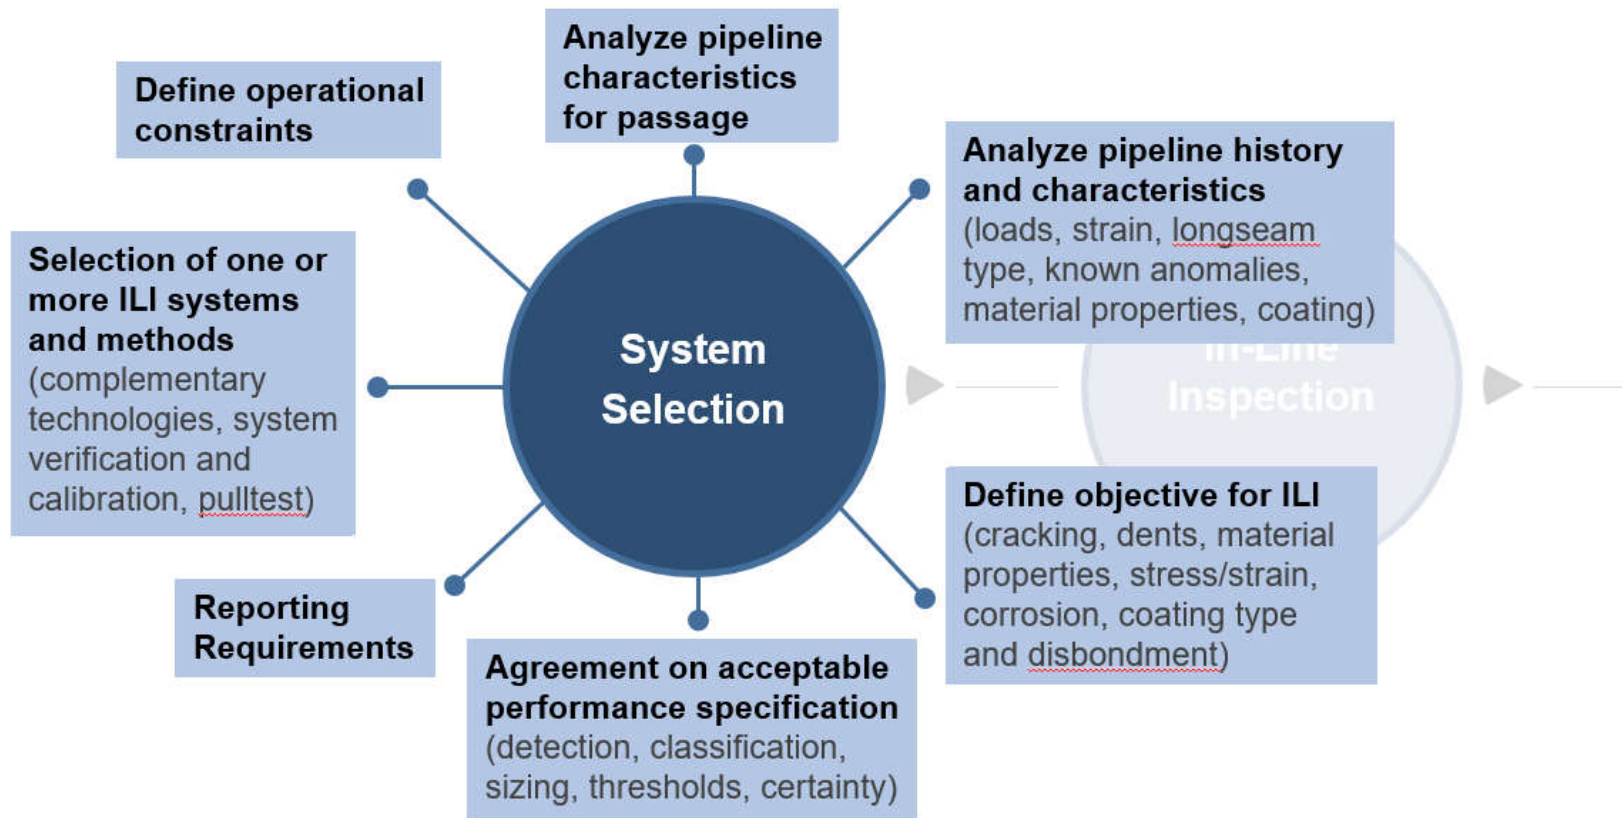 Analyze pipeline
characteristics
for passage
Define operational
constraints
Analyze pipeline history
and characteristics
(loads, strain, longseam
type, known anomalies,
material properties, coating)
Selection of one or
more ILI systems
and methods
(complementary
technologies, system
verification and
calibration, pulltest)
System
Selection
In-Line
Inspection
Define objective for ILI
(cracking, dents, material
properties, stress/strain,
corrosion, coating type
and disbondment)
Reporting
Requirements
Agreement on acceptable
performance specification
(detection, classification,
sizing, thresholds, certainty)